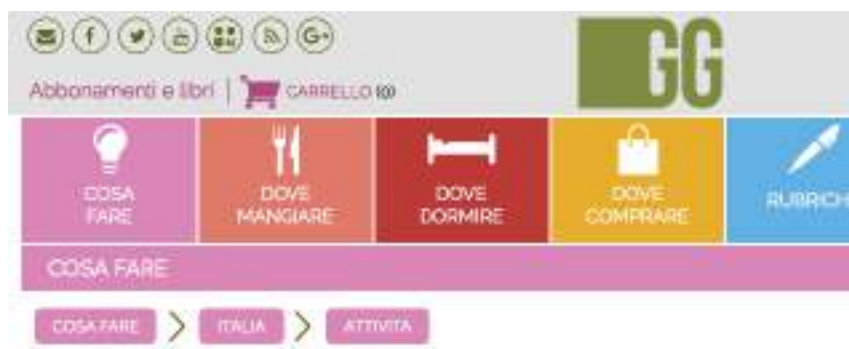 Abbonamenti e libri | CARRELLO (0)
GG
COSA FARE
DOVE MANGIARE
DOVE DORMIRE
DOVE COMPRARE
RUBRICH
COSA FARE
COSA FARE > ITALIA > ATTIVITA